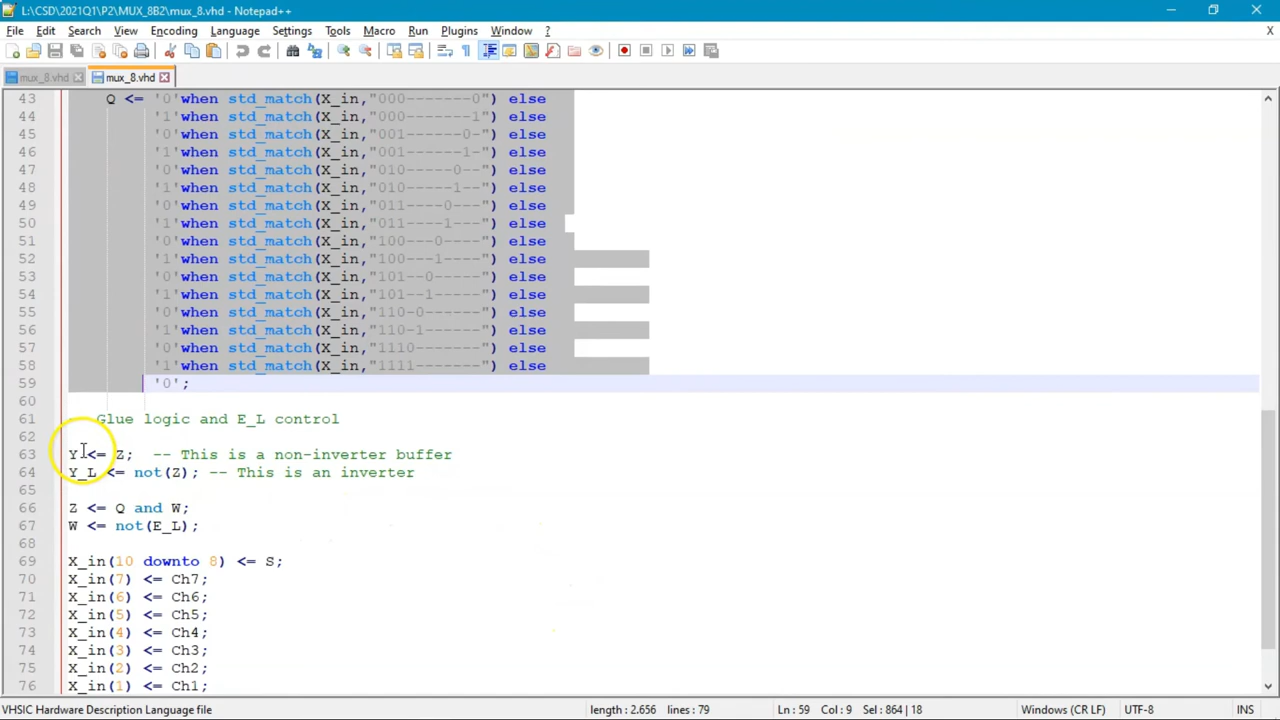 L:\CSD\2021Q1\P2\MUX_8B2\mux_8.vhd - Notepad++
File Edit Search View Encoding Language Settings Tools Macro Run Plugins Window ? X
mux_8.vhd mux_8.vhd
43 Q <= '0'when std_match(X_in,"000-------0") else
44 '1'when std_match(X_in,"000-------1") else
45 '0'when std_match(X_in,"001------0-") else
46 '1'when std_match(X_in,"001------1-") else
47 '0'when std_match(X_in,"010-----0--") else
48 '1'when std_match(X_in,"010-----1--") else
49 '0'when std_match(X_in,"011----0---") else
50 '1'when std_match(X_in,"011----1---") else
51 '0'when std_match(X_in,"100---0----") else
52 '1'when std_match(X_in,"100---1----") else
53 '0'when std_match(X_in,"101--0-----") else
54 '1'when std_match(X_in,"101--1-----") else
55 '0'when std_match(X_in,"110-0------") else
56 '1'when std_match(X_in,"110-1------") else
57 '0'when std_match(X_in,"1110-------") else
58 '1'when std_match(X_in,"1111-------") else
59 '0';
60
61 Glue logic and E_L control
62
63 Y <= Z; -- This is a non-inverter buffer
64 Y_L <= not(Z); -- This is an inverter
65
66 Z <= Q and W;
67 W <= not(E_L);
68
69 X_in(10 downto 8) <= S;
70 X_in(7) <= Ch7;
71 X_in(6) <= Ch6;
72 X_in(5) <= Ch5;
73 X_in(4) <= Ch4;
74 X_in(3) <= Ch3;
75 X_in(2) <= Ch2;
76 X_in(1) <= Ch1;
VHSIC Hardware Description Language file length : 2.656 lines : 79 Ln : 59 Col : 9 Sel : 864 | 18 Windows (CR LF) UTF-8 INS